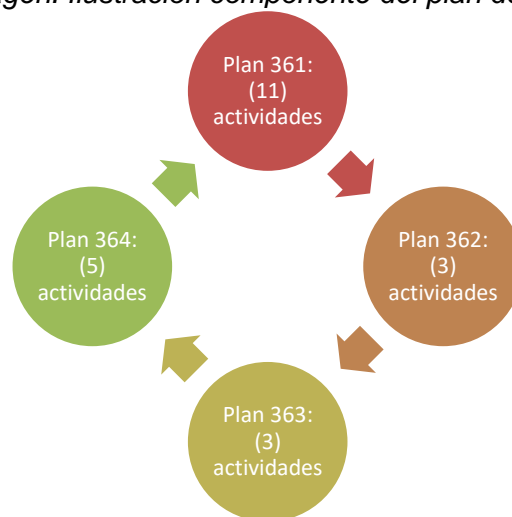 Ilustración componente del plan de
Plan 361:
(11)
actividades
Plan 362:
(3)
actividades
Plan 363:
(3)
actividades
Plan 364:
(5)
actividades